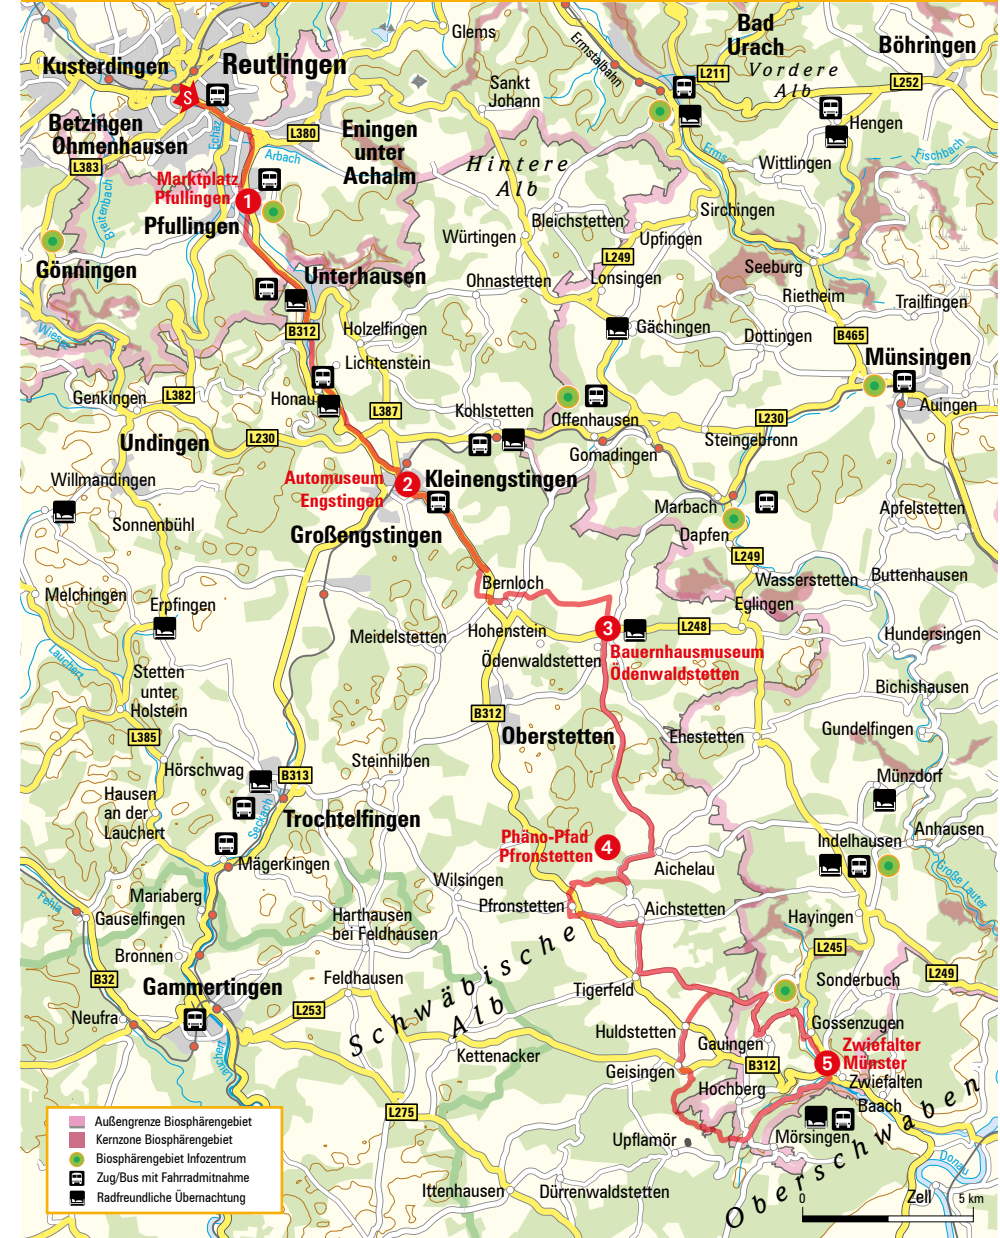 Glems
Bad
Urach
Böhringen
Kusterdingen
Reutlingen
Ermstalbahn
L211
Vordere
Alb
L252
S
Sankt
Johann
Betzingen
Ohmenhausen
Echaz
L380
Eningen
unter
Achalm
Hengen
L383
Arbach
Hintere
Alb
Erms
Wittlingen
Fischbach
Marktplatz
Pfullingen
1
Breitenbach
Pfullingen
Bleichstetten
Sirchingen
Würtingen
Upfingen
Gönningen
Unterhausen
L249
Lonsingen
Seeburg
Ohnastetten
Rietheim
Trailfingen
Wiesaz
B312
Holzelfingen
Gächingen
Dottingen
B465
Lichtenstein
Münsingen
Genkingen
L382
Honau
L387
Kohlstetten
Offenhausen
L230
Auingen
Undingen
L230
Steingebronn
Gomadingen
Willmandingen
Automuseum
Engstingen
2
Kleinengstingen
Marbach
Apfelstetten
Sonnenbühl
Großengstingen
Dapfen
L249
Bernloch
Wasserstetten
Buttenhausen
Melchingen
Erpfingen
Eglingen
Meidelstetten
Hohenstein
3
L248
Hundersingen
Lauchert
Ödenwaldstetten
Bauernhausmuseum
Ödenwaldstetten
Stetten
unter
Holstein
Bichishausen
B312
L385
Oberstetten
Ehestetten
Gundelfingen
Hörschwag
B313
Steinhilben
Münzdorf
Hausen
an der
Lauchert
Seckach
Trochtelfingen
Phäno-Pfad
Pfronstetten
4
Indelhausen
Anhausen
Mägerkingen
Aichelau
Große Lauter
Wilsingen
Mariaberg
Fehla
Pfronstetten
Aichstetten
Gauselfingen
Harthausen
bei Feldhausen
Hayingen
L245
Bronnen
B32
Gammertingen
Feldhausen
Schwäbische
Alb
Tigerfeld
Sonderbuch
L249
L253
Neufra
Huldstetten
Gossenzugen
Gauingen
Lauchert
Kettenacker
Geisingen
B312
5
Zwiefalter
Münster
Hochberg
Zwiefalten
L275
Baach
Außengrenze Biosphärengebiet
Kernzone Biosphärengebiet
Biosphärengebiet Infozentrum
Zug/Bus mit Fahrradmitnahme
Radfreundliche Übernachtung
Upflamör
Mörsingen
Oberschwaben
Donau
Ittenhausen
Dürrenwaldstetten
Zell
0
5 km